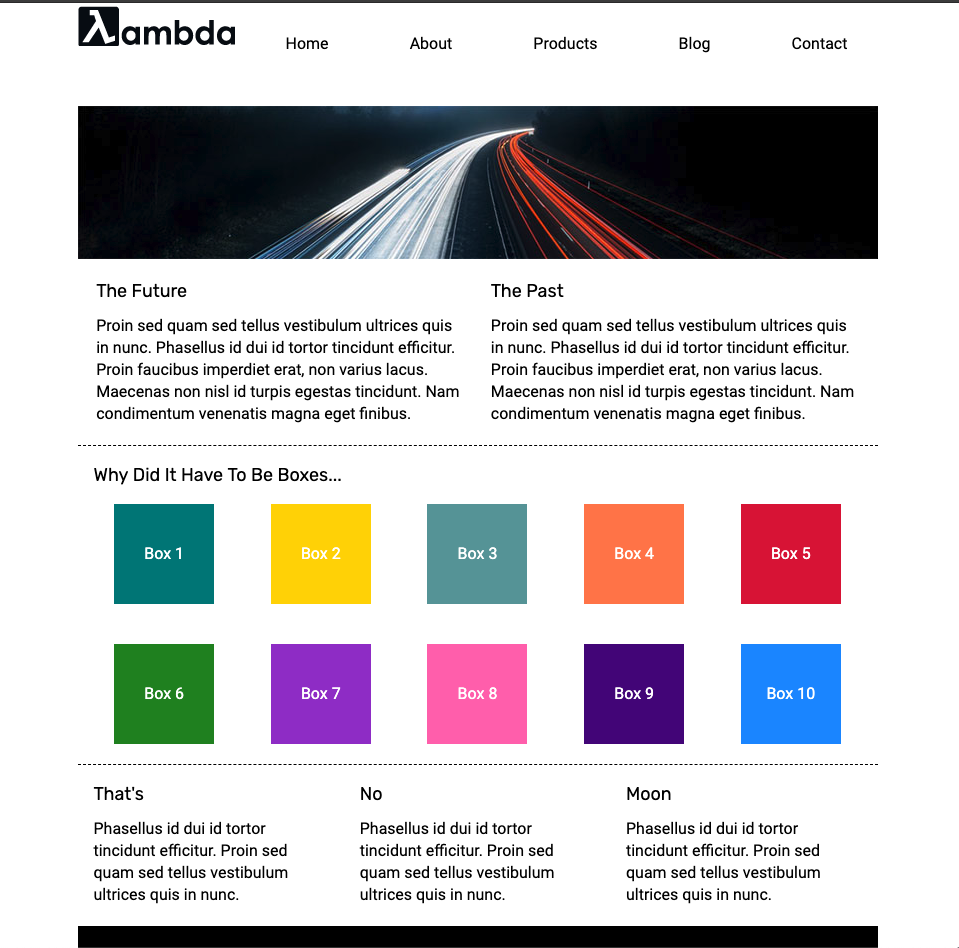 λambda
Home About Products Blog Contact
The Future
Proin sed quam sed tellus vestibulum ultrices quis
in nunc. Phasellus id dui id tortor tincidunt efficitur.
Proin faucibus imperdiet erat, non varius lacus.
Maecenas non nisl id turpis egestas tincidunt. Nam
condimentum venenatis magna eget finibus.
The Past
Proin sed quam sed tellus vestibulum ultrices quis
in nunc. Phasellus id dui id tortor tincidunt efficitur.
Proin faucibus imperdiet erat, non varius lacus.
Maecenas non nisl id turpis egestas tincidunt. Nam
condimentum venenatis magna eget finibus.
Why Did It Have To Be Boxes...
Box 1 Box 2 Box 3 Box 4 Box 5
Box 6 Box 7 Box 8 Box 9 Box 10
That's
Phasellus id dui id tortor
tincidunt efficitur. Proin sed
quam sed tellus vestibulum
ultrices quis in nunc.
No
Phasellus id dui id tortor
tincidunt efficitur. Proin sed
quam sed tellus vestibulum
ultrices quis in nunc.
Moon
Phasellus id dui id tortor
tincidunt efficitur. Proin sed
quam sed tellus vestibulum
ultrices quis in nunc.